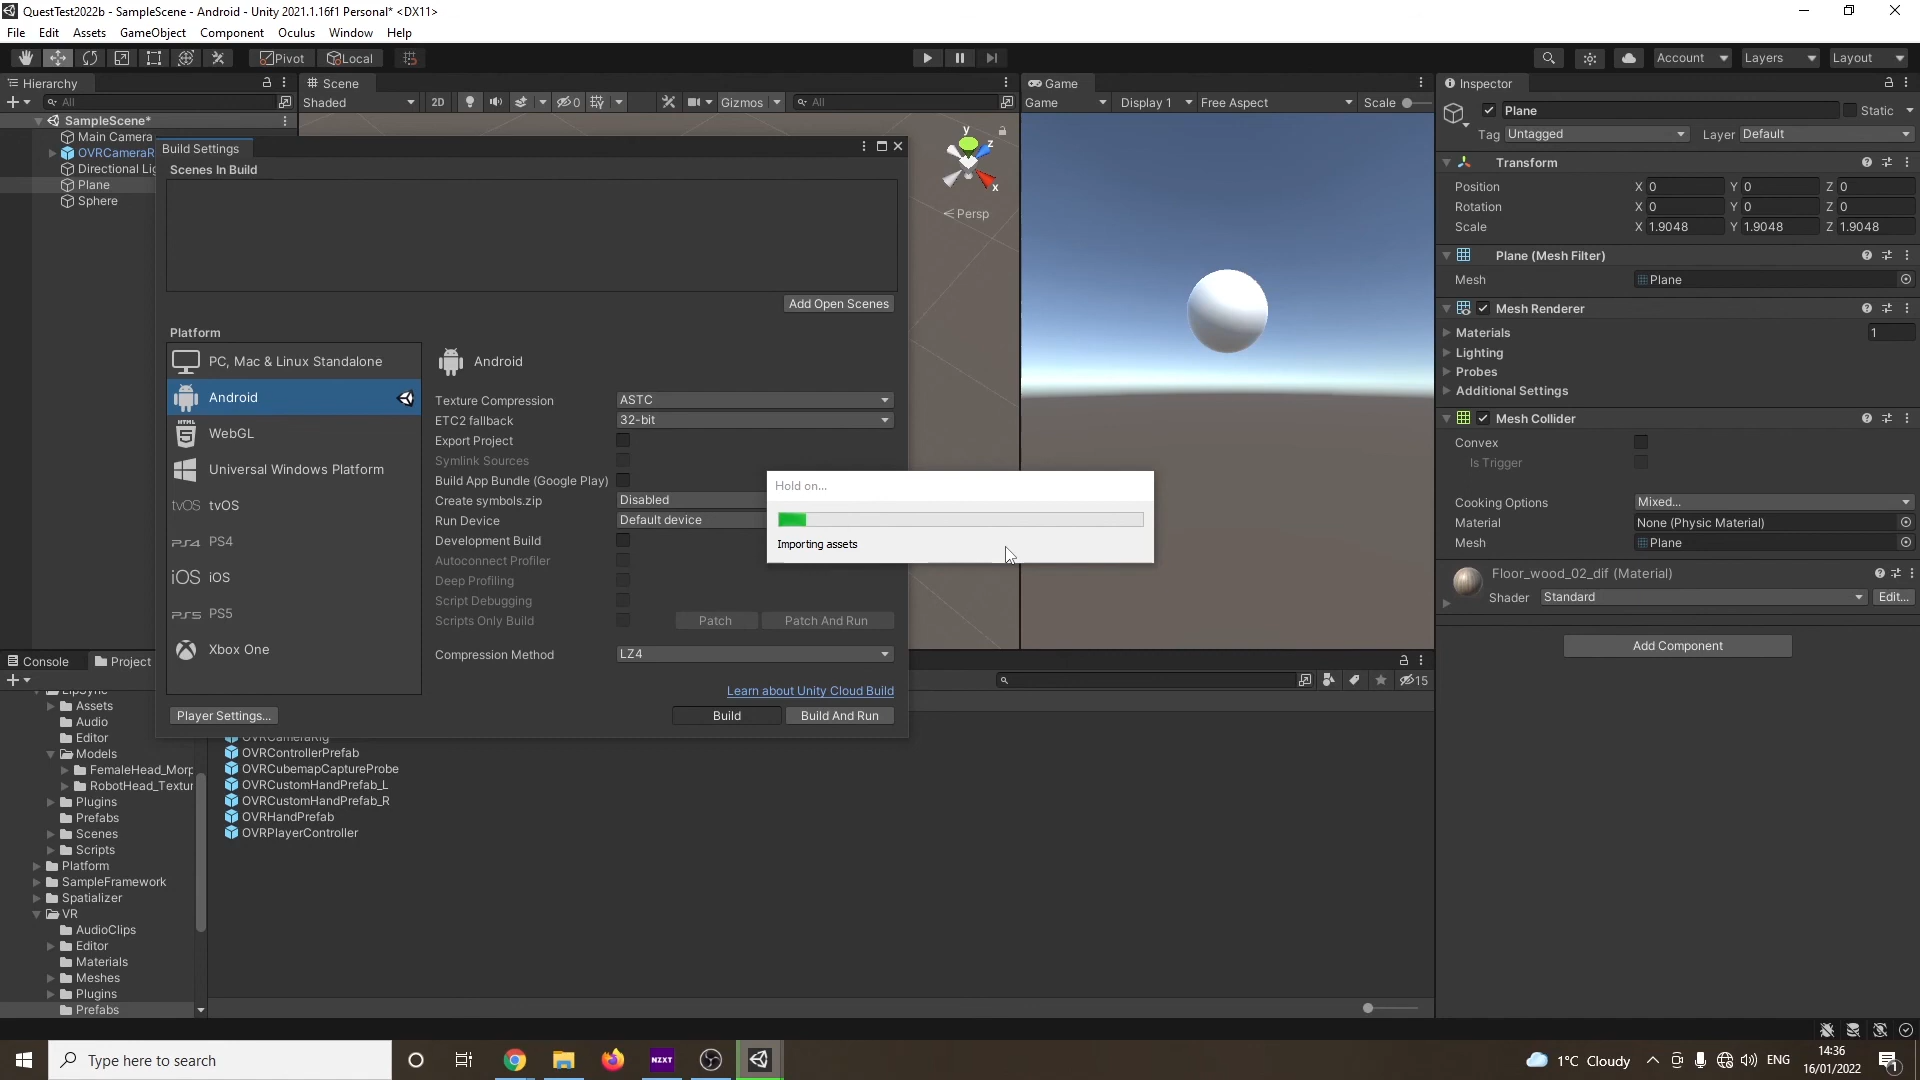 QuestTest2022b - SampleScene - Android - Unity 2021.1.16f1 Personal* <DX11>
File Edit Assets GameObject Component Oculus Window Help
Pivot Local Account Layers Layout
Hierarchy
All
SampleScene*
Main Camera
OVRCameraR
Directional Lig
Plane
Sphere
Scene
Shaded 2D 0 Gizmos All
y
z
x
Persp
Game
Game Display 1 Free Aspect Scale
Build Settings
Scenes In Build
Add Open Scenes
Platform
PC, Mac & Linux Standalone
Android
HTML
WebGL
Universal Windows Platform
tvOS tvOS
PS4 PS4
iOS iOS
PS5 PS5
Xbox One
Android
Texture Compression ASTC
ETC2 fallback 32-bit
Export Project
Symlink Sources
Build App Bundle (Google Play)
Create symbols.zip Disabled
Run Device Default device
Development Build
Autoconnect Profiler
Deep Profiling
Script Debugging
Scripts Only Build Patch Patch And Run
Compression Method LZ4
Learn about Unity Cloud Build
Player Settings... Build Build And Run
Hold on...
Importing assets
Inspector
Plane Static
Tag Untagged Layer Default
Transform
Position X 0 Y 0 Z 0
Rotation X 0 Y 0 Z 0
Scale X 1.9048 Y 1.9048 Z 1.9048
Plane (Mesh Filter)
Mesh Plane
Mesh Renderer
Materials 1
Lighting
Probes
Additional Settings
Mesh Collider
Convex
Is Trigger
Cooking Options Mixed...
Material None (Physic Material)
Mesh Plane
Floor_wood_02_dif (Material)
Shader Standard Edit...
Add Component
Console Project
15
LipSync
Assets
Audio
Editor
Models
FemaleHead_Morp
RobotHead_Textur
Plugins
Prefabs
Scenes
Scripts
Platform
SampleFramework
Spatializer
VR
AudioClips
Editor
Materials
Meshes
Plugins
Prefabs
OVRCameraRig
OVRControllerPrefab
OVRCubemapCaptureProbe
OVRCustomHandPrefab_L
OVRCustomHandPrefab_R
OVRHandPrefab
OVRPlayerController
Type here to search
NZXT
1°C Cloudy
ENG
14:36
16/01/2022
1